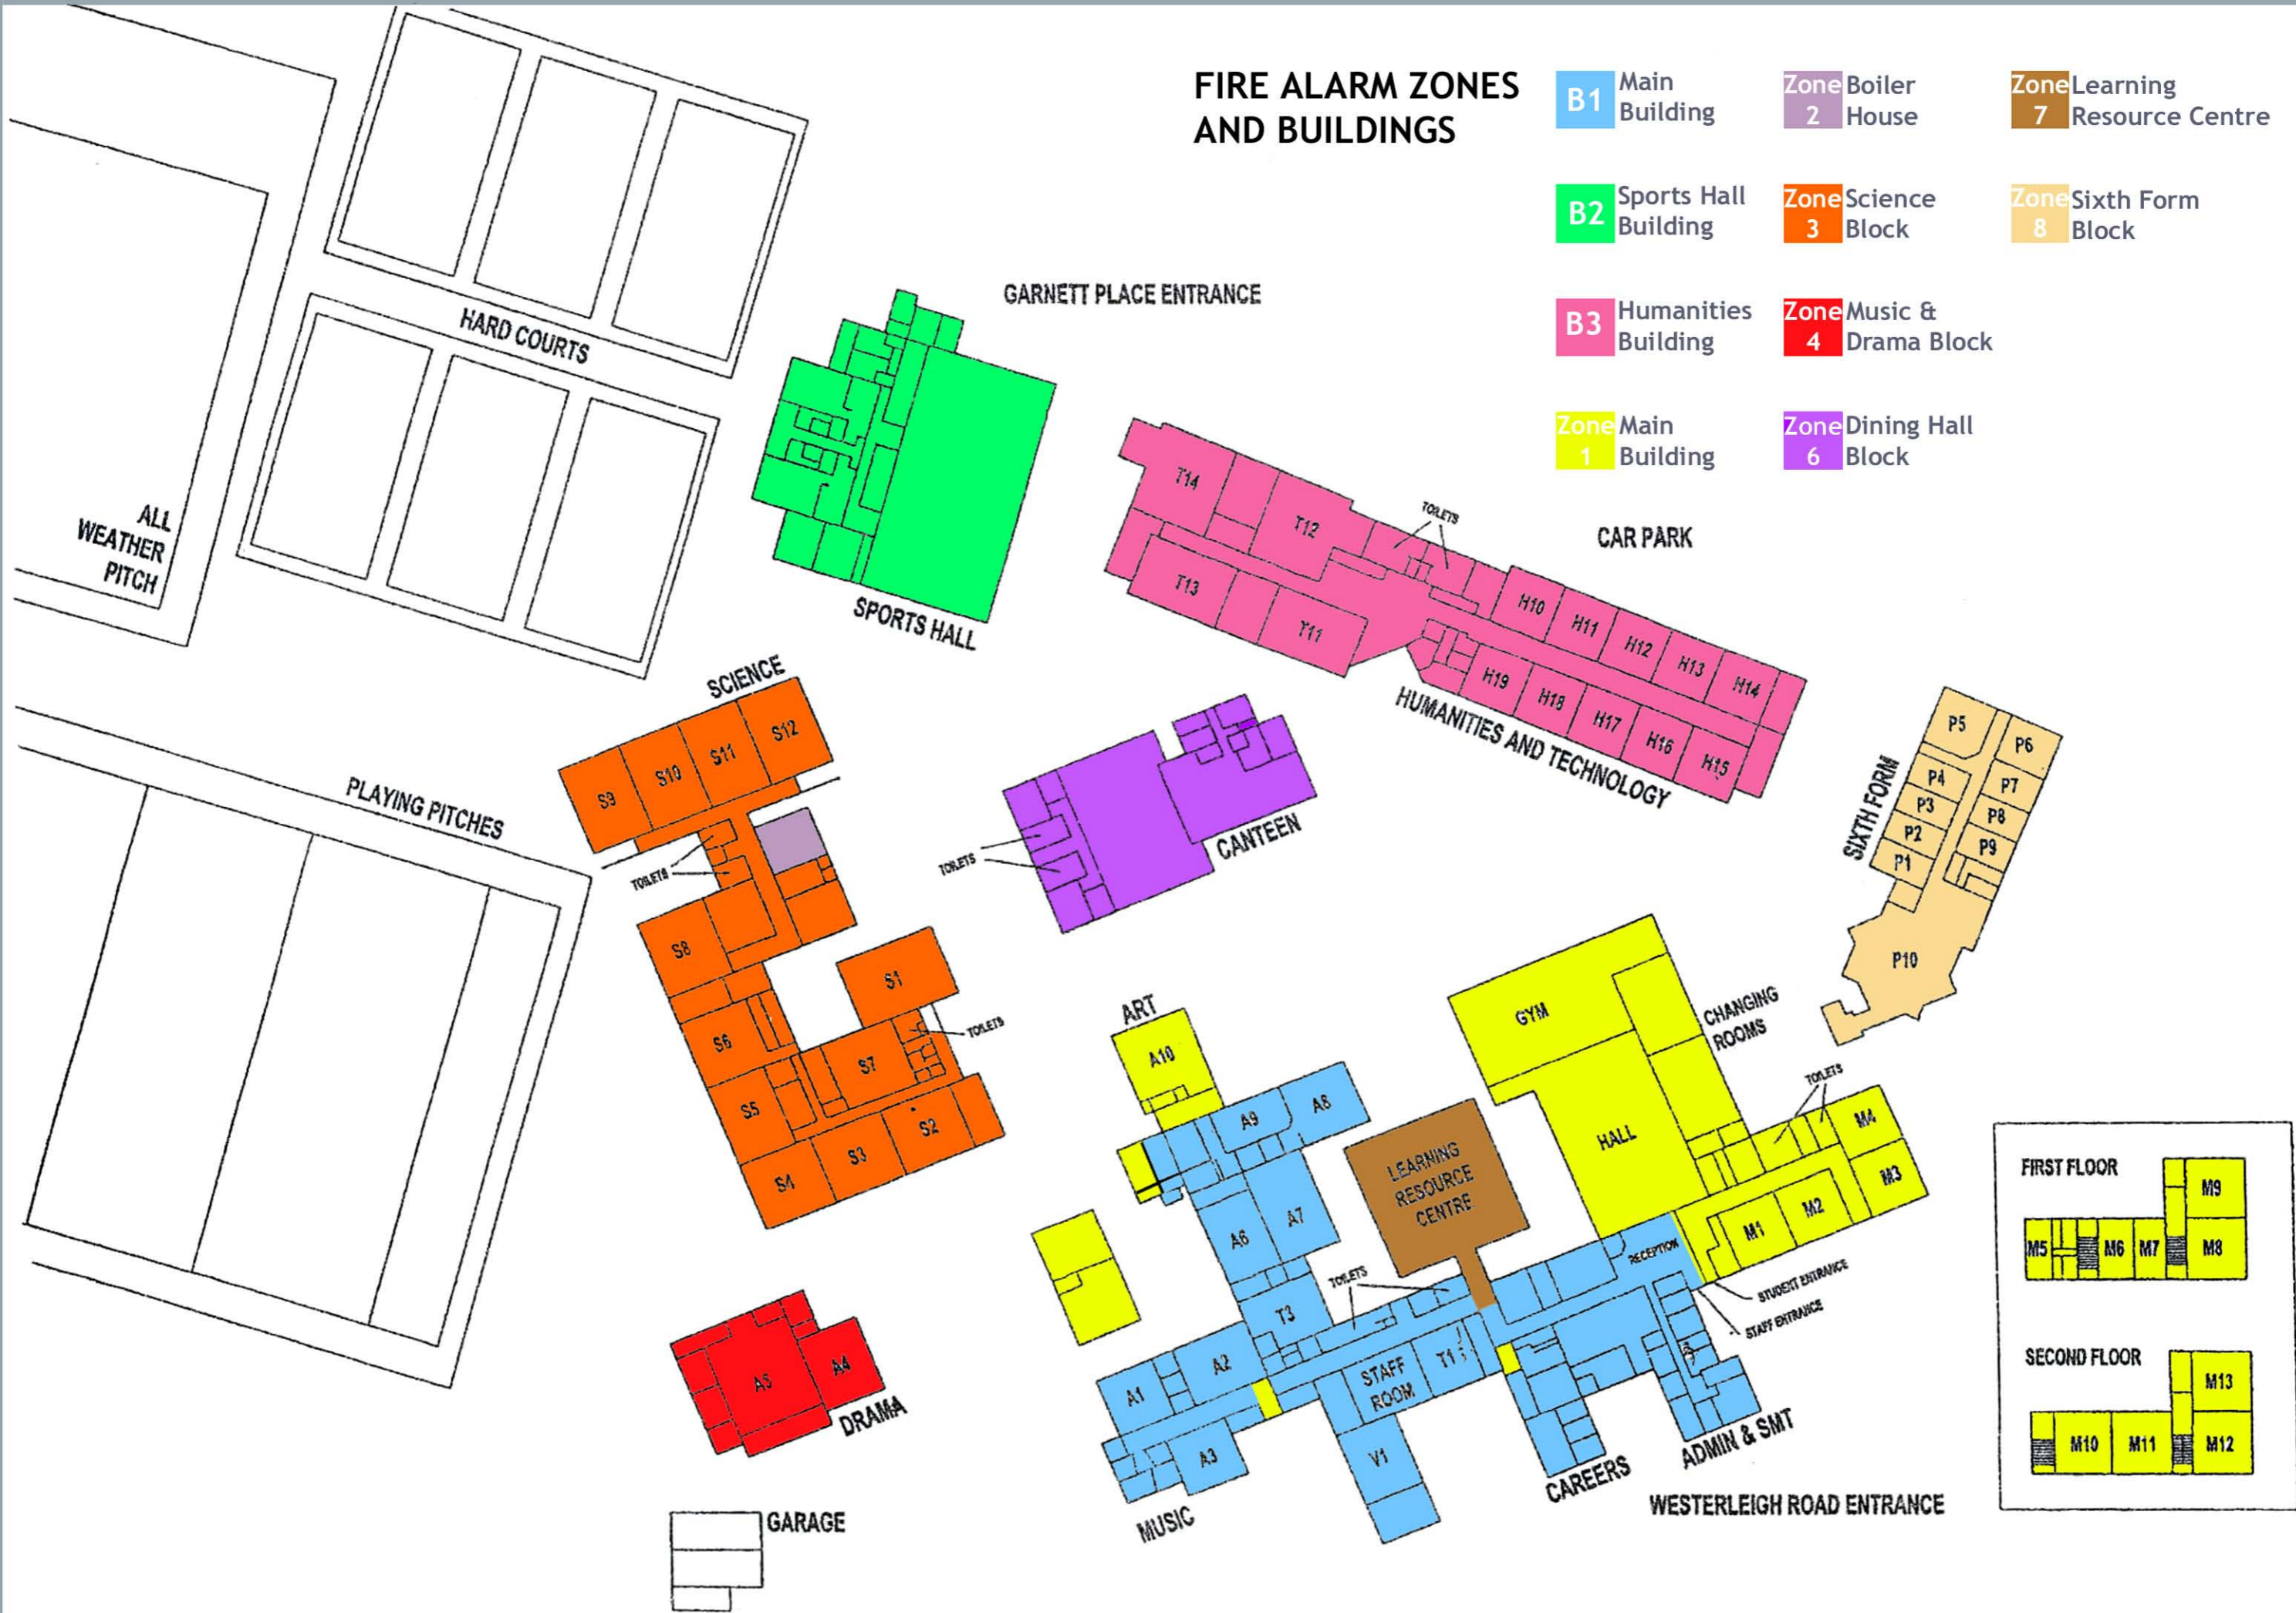 FIRE ALARM ZONES
AND BUILDINGS
B1
Main
Building
Zone
2
Boiler
House
Zone
7
Learning
Resource Centre
B2
Sports Hall
Building
Zone
3
Science
Block
Zone
8
Sixth Form
Block
B3
Humanities
Building
Zone
4
Music &
Drama Block
Zone
1
Main
Building
Zone
6
Dining Hall
Block
HARD COURTS
ALL
WEATHER
PITCH
GARNETT PLACE ENTRANCE
SPORTS HALL
CAR PARK
TOILETS
T14
T12
T13
T11
H10
H11
H12
H13
H14
H19
H18
H17
H16
H15
HUMANITIES AND TECHNOLOGY
SIXTH FORM
P5
P6
P4
P7
P3
P8
P2
P9
P1
P10
SCIENCE
S12
S11
S10
S9
TOILETS
S8
S1
TOILETS
S6
S7
S5
S2
S3
S4
PLAYING PITCHES
TOILETS
CANTEEN
ART
A10
A9
A8
A7
A6
T3
TOILETS
A2
A1
A3
MUSIC
STAFF
ROOM
V1
LEARNING
RESOURCE
CENTRE
GYM
CHANGING
ROOMS
HALL
TOILETS
M4
M3
M2
M1
RECEPTION
STUDENT ENTRANCE
STAFF ENTRANCE
CAREERS
ADMIN & SMT
WESTERLEIGH ROAD ENTRANCE
A4
DRAMA
GARAGE
FIRST FLOOR
M9
M5
M6
M7
M8
SECOND FLOOR
M13
M10
M11
M12